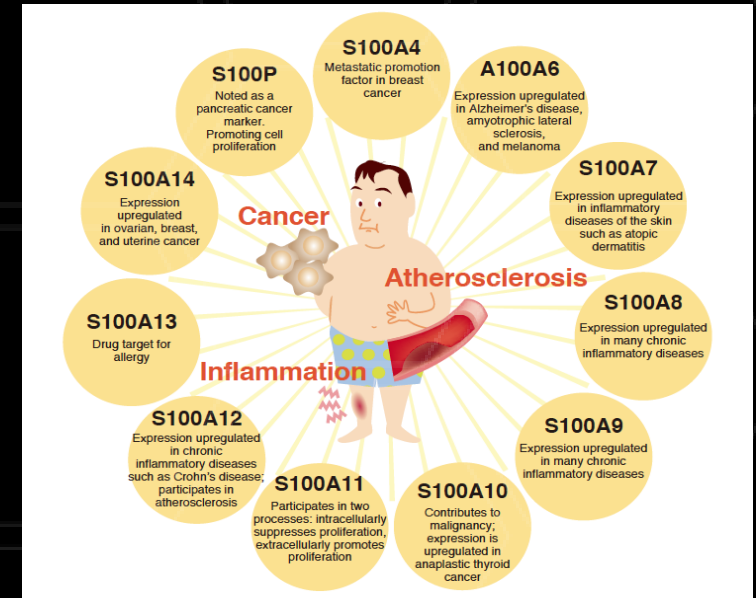 S100A4
Metastatic promotion
factor in breast
cancer
A100A6
Expression upregulated
in Alzheimer's disease,
amyotrophic lateral
sclerosis,
and melanoma
S100A7
Expression upregulated
in inflammatory
diseases of the skin
such as atopic
dermatitis
S100A8
Expression upregulated
in many chronic
inflammatory diseases
S100A9
Expression upregulated
in many chronic
inflammatory diseases
S100A10
Contributes to
malignancy;
expression is
upregulated in
anaplastic thyroid
cancer
S100A11
Participates in two
processes: intracellularly
suppresses proliferation,
extracellularly promotes
proliferation
S100A12
Expression upregulated
in chronic
inflammatory diseases
such as Crohn's disease;
participates in
atherosclerosis
S100A13
Drug target for
allergy
S100A14
Expression
upregulated
in ovarian, breast,
and uterine cancer
S100P
Noted as a
pancreatic cancer
marker.
Promoting cell
proliferation
Cancer
Atherosclerosis
Inflammation